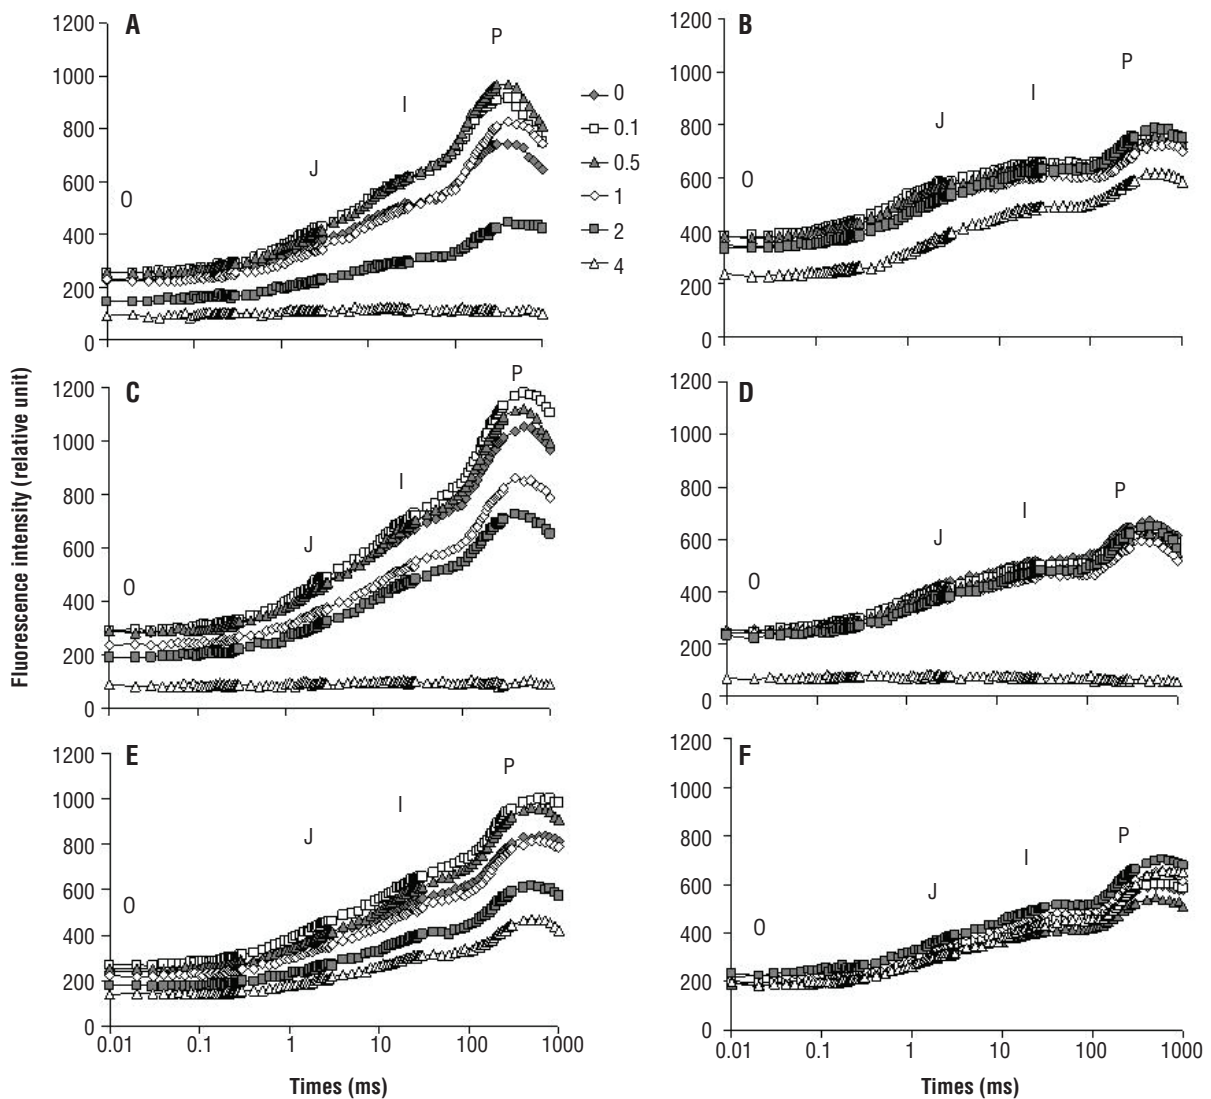 A
1200
1000
800
600
400
200
0
O
J
I
P
0
0.1
0.5
1
2
4
B
1200
1000
800
600
400
200
0
O
J
I
P
Fluorescence intensity (relative unit)
C
1200
1000
800
600
400
200
0
O
J
I
P
D
1200
1000
800
600
400
200
0
O
J
I
P
E
1200
1000
800
600
400
200
0
O
J
I
P
0.01 0.1 1 10 100 1000
Times (ms)
F
1200
1000
800
600
400
200
0
O
J
I
P
0.01 0.1 1 10 100 1000
Times (ms)